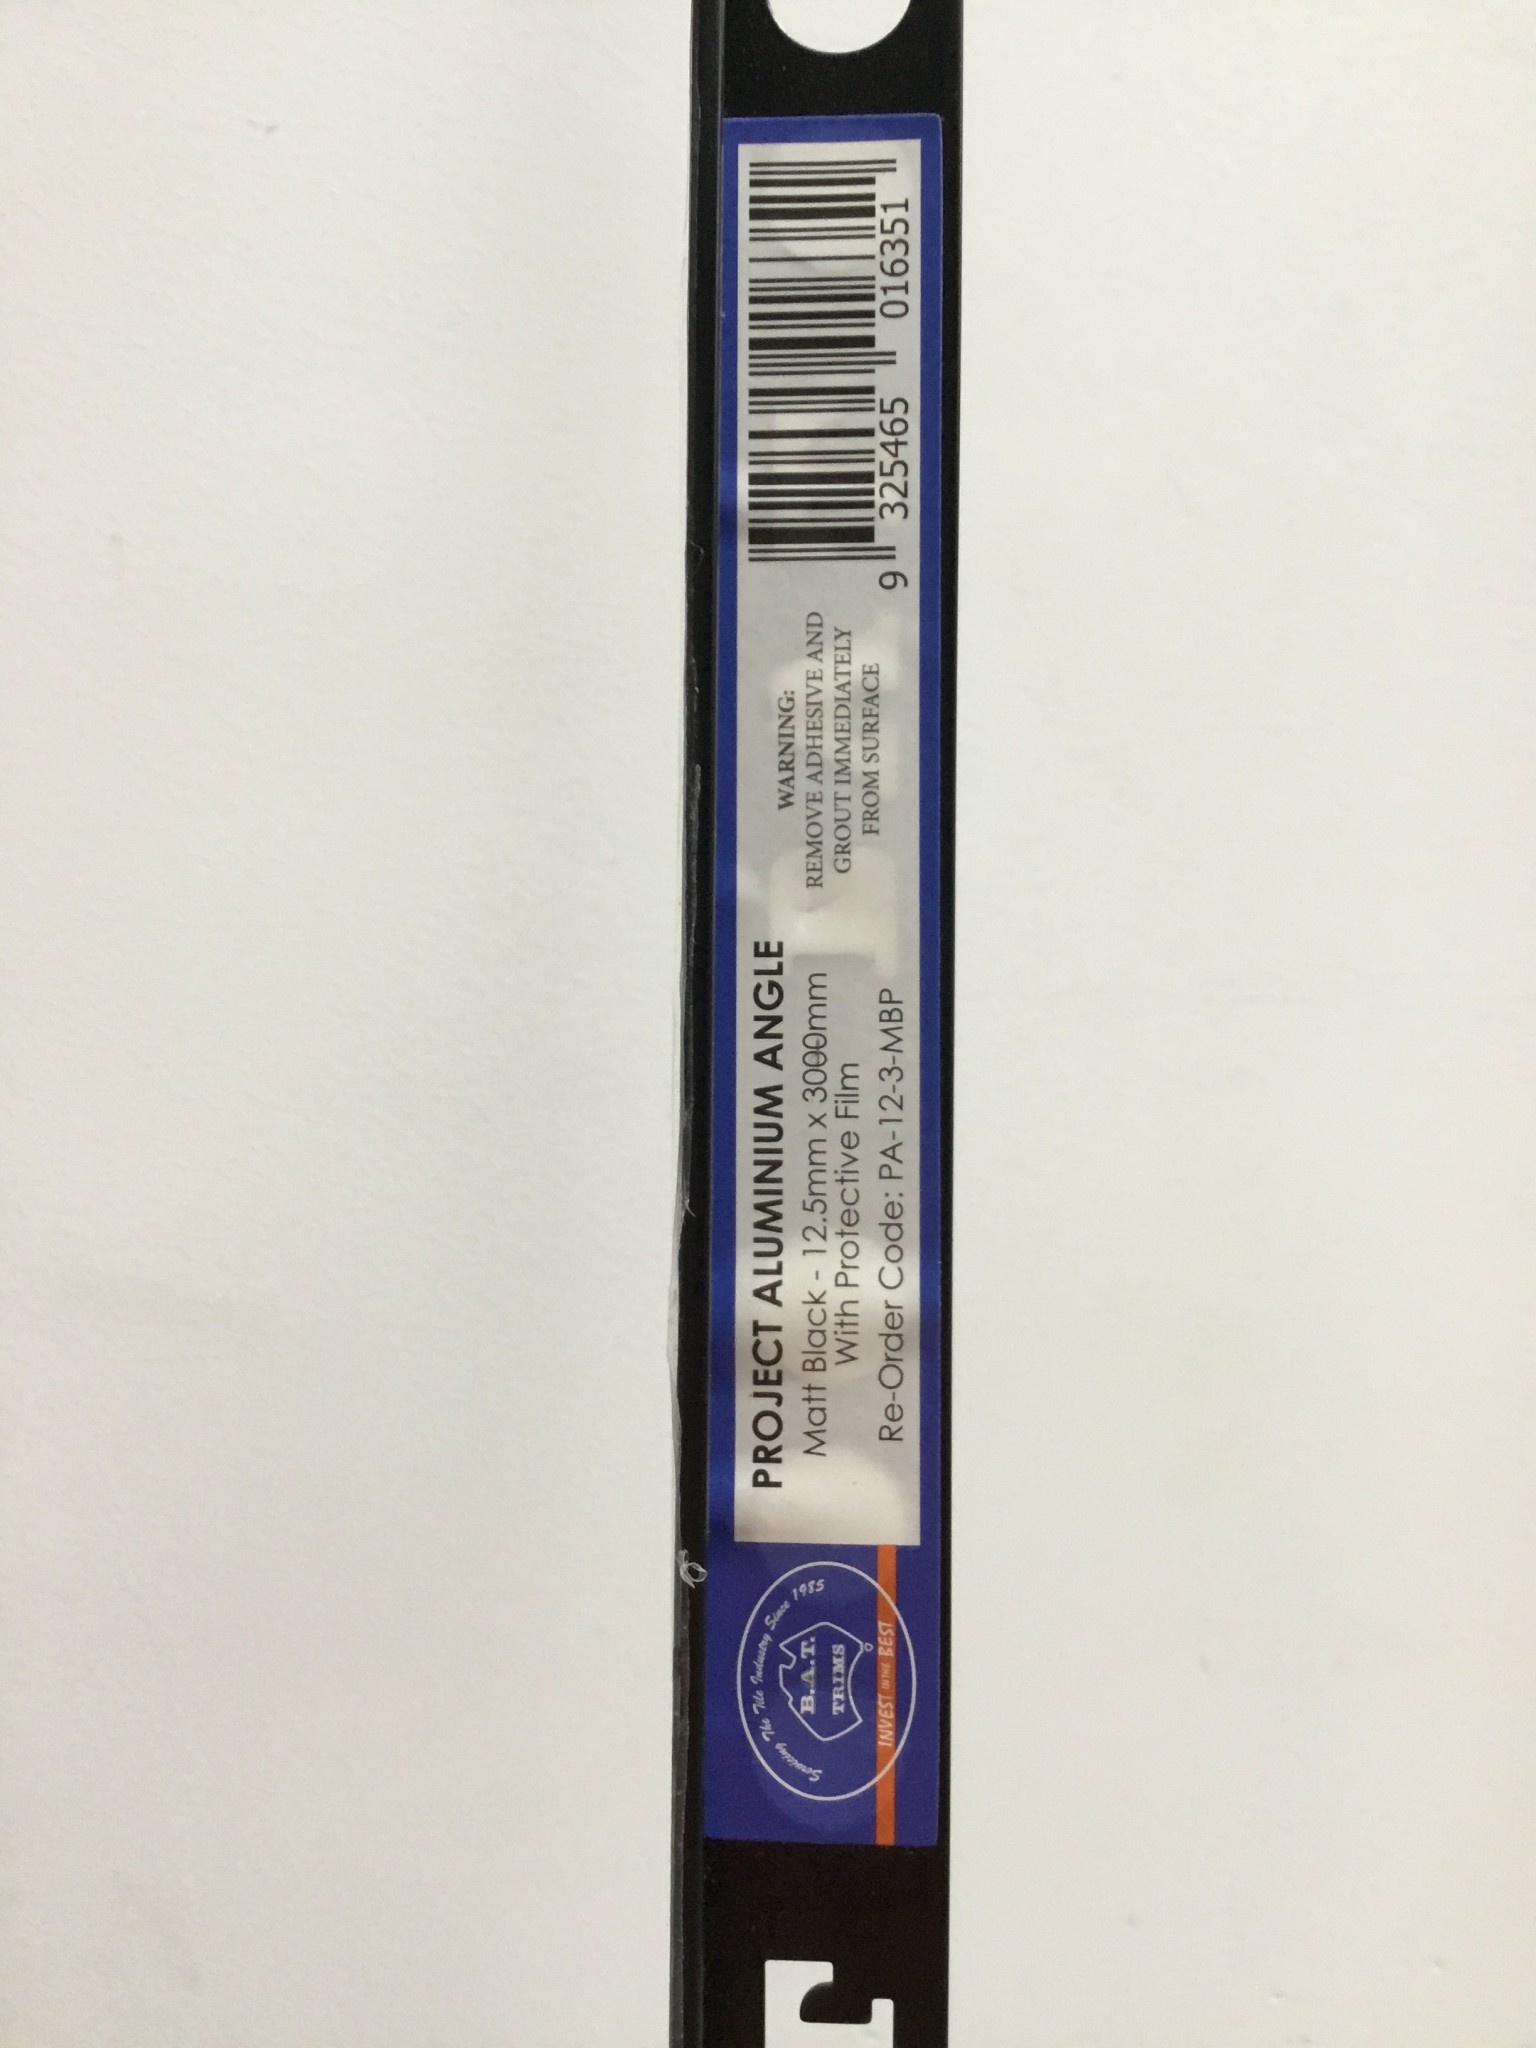 Servicing The Tile Industry Since 1985
B.A.T.
TRIMS
INVEST IN THE BEST
PROJECT ALUMINIUM ANGLE
Matt Black - 12.5mm x 3000mm
With Protective Film
Re-Order Code: PA-12-3-MBP
WARNING:
REMOVE ADHESIVE AND
GROUT IMMEDIATELY
FROM SURFACE
9 325465 016351